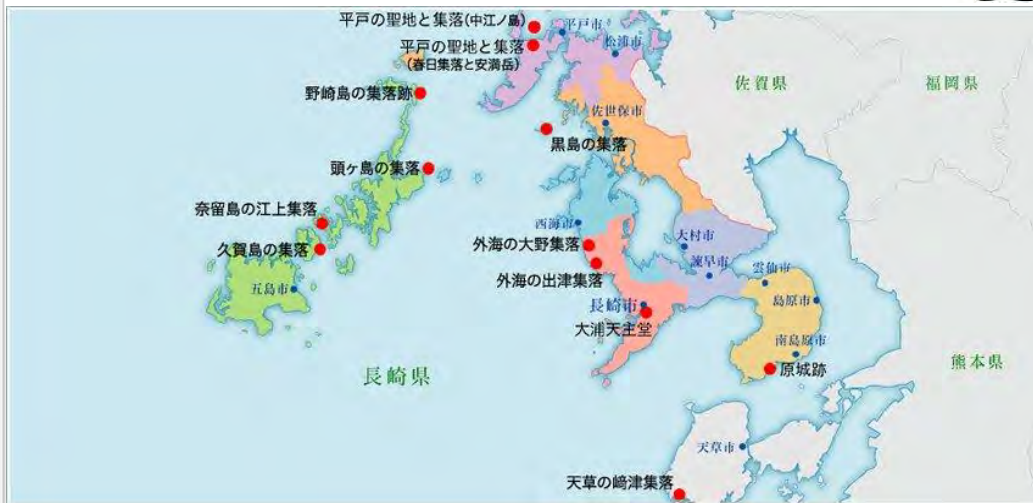 平戸の聖地と集落(中江ノ島)
平戸市
平戸の聖地と集落
(春日集落と安満岳)
松浦市
佐賀県
福岡県
野崎島の集落跡
佐世保市
黒島の集落
頭ヶ島の集落
奈留島の江上集落
西海市
大村市
久賀島の集落
外海の大野集落
諫早市
外海の出津集落
雲仙市
五島市
長崎市
島原市
大浦天主堂
南島原市
長崎県
原城跡
熊本県
天草市
天草の﨑津集落